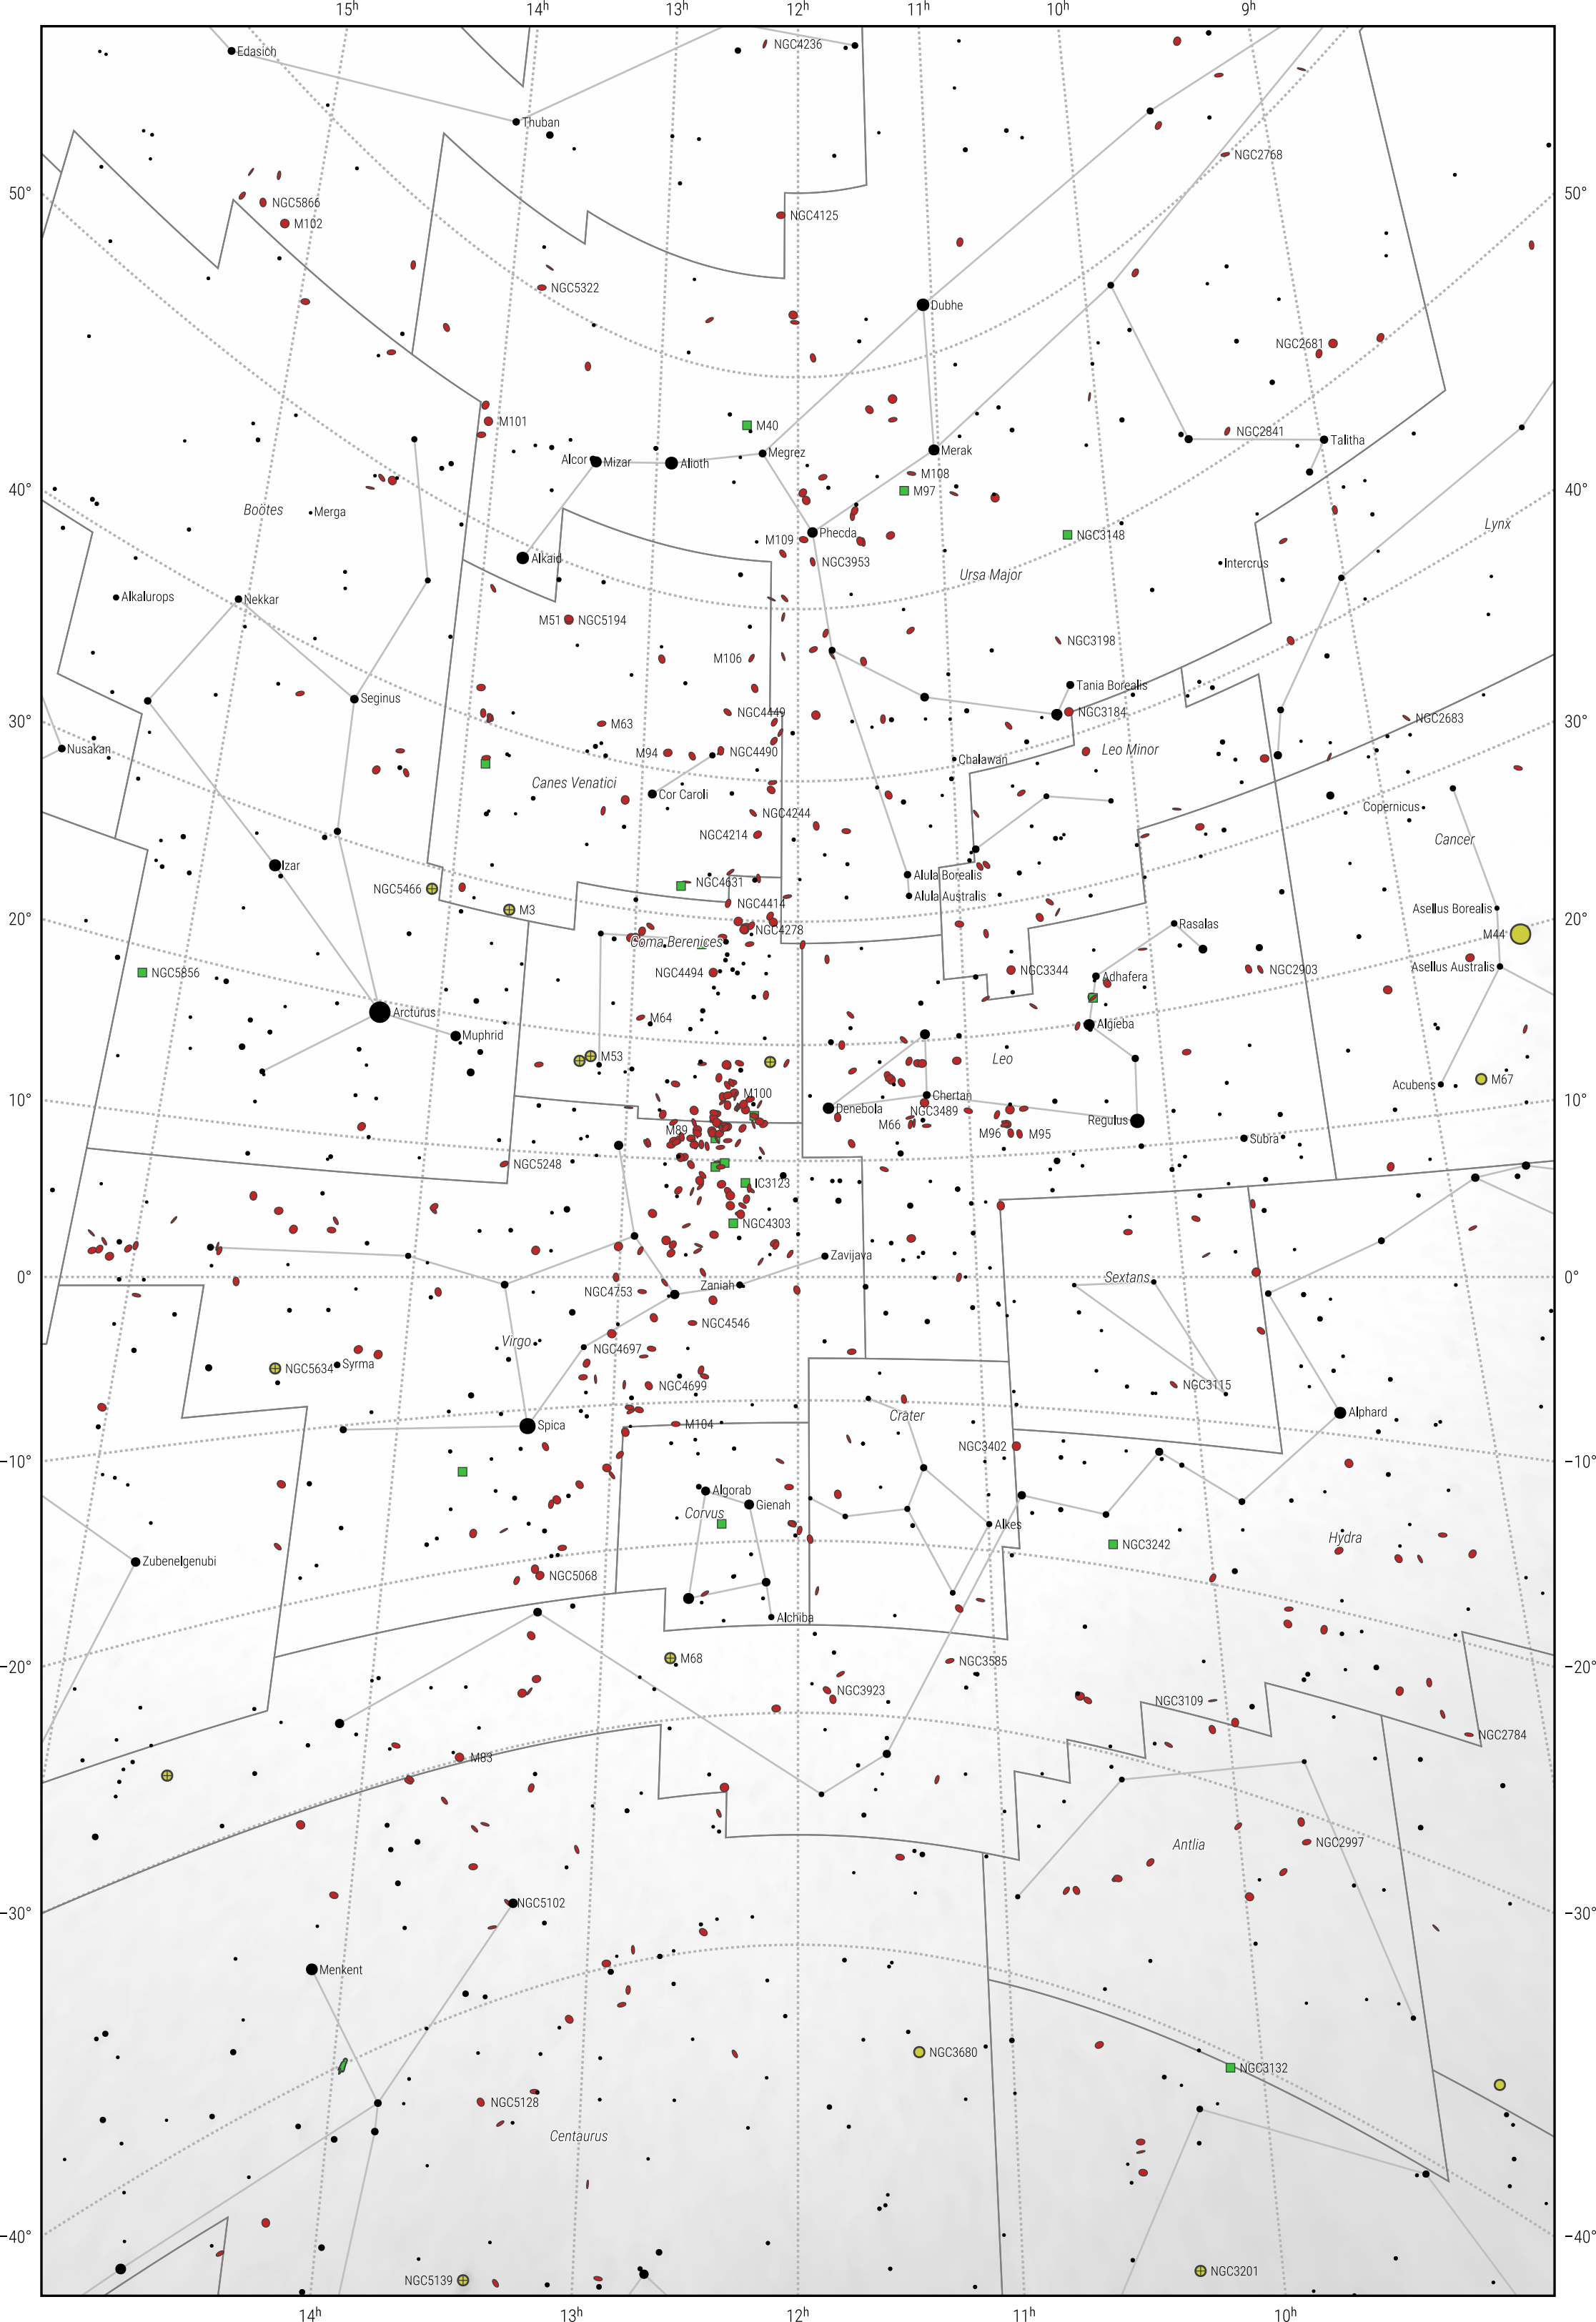 15h 14h 13h 12h 11h 10h 9h
Edasich
NGC4236
Thuban
NGC2768
50° 50°
NGC5866
M102
NGC4125
NGC5322
Dubhe
NGC2681
M101
M40
NGC2841
Talitha
Alcor Mizar Alioth Megrez Merak
M108
40° M97 40°
Boötes Merga
Lynx
Alkaid
M109 Phecda
NGC3148
NGC3953
Ursa Major
Intercrus
Alkalurops Nekkar
M51 NGC5194
NGC3198
M106
Seginus
Tania Borealis
NGC4449 NGC3184
NGC2683
30° M63 30°
Nusakan
M94 NGC4490
Leo Minor
Chalawan
Canes Venatici
Cor Caroli
Copernicus
NGC4244
NGC4214
Cancer
Izar
Alula Borealis
NGC5466 NGC4631
Alula Australis
NGC4414
M3
Asellus Borealis
20° 20°
Rasalas
NGC4278
M44
Coma Berenices
Asellus Australis
NGC5856 NGC4494 NGC3344 NGC2903
Adhafera
Arcturus
M64
Algieba
Muphrid
M53
Leo
M67
Acubens
M100
Chertan
10° 10°
Denebola
NGC3489
Regulus
M66
M89 M96 M95
Subra
NGC5248
IC3123
NGC4303
Zavijava
0° Sextans 0°
Zaniah
NGC4753
NGC4546
Virgo
NGC4697
Syrma
NGC5634
NGC4699
NGC3115
Alphard
Crater
Spica M104
NGC3402
−10° −10°
Algorab
Gienah
Corvus
Alkes
Hydra
NGC3242
Zubenelgenubi
NGC5068
Alchiba
M68 NGC3585
−20° −20°
NGC3923
NGC3109
NGC2784
M83
Antlia
NGC2997
NGC5102
−30° −30°
Menkent
NGC3680
NGC3132
NGC5128
Centaurus
−40° −40°
NGC3201
NGC5139
14h 13h 12h 11h 10h